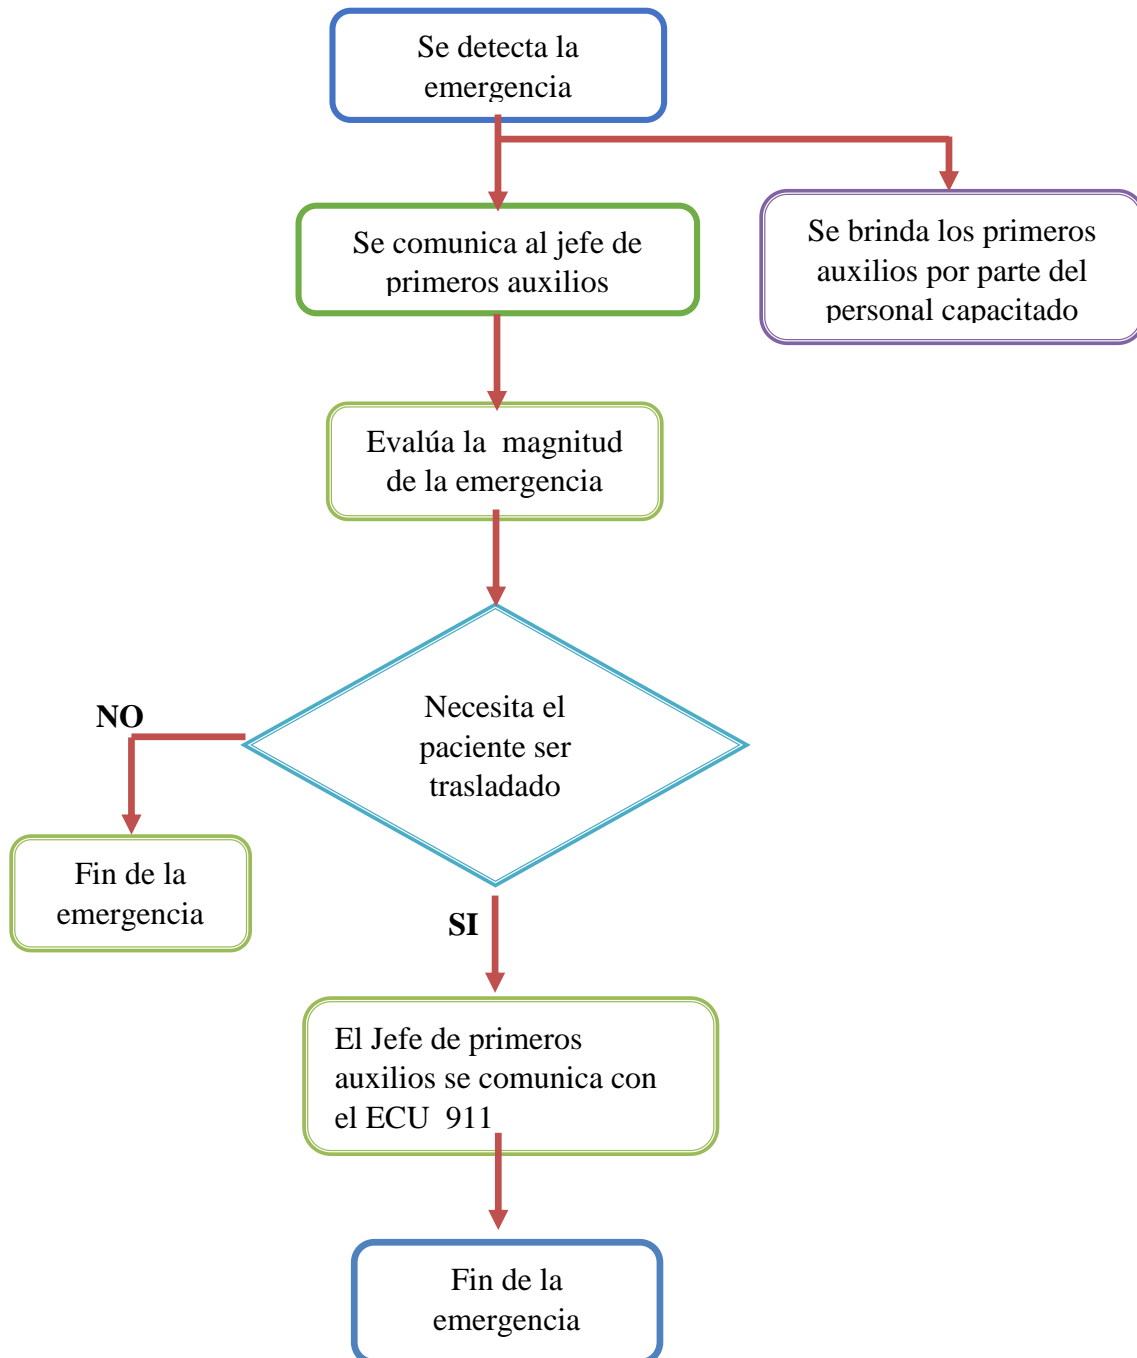 Se detecta la
emergencia
Se comunica al jefe de
primeros auxilios
Se brinda los primeros
auxilios por parte del
personal capacitado
Evalúa la  magnitud
de la emergencia
Necesita el
paciente ser
trasladado
NO
Fin de la
emergencia
SI
El Jefe de primeros
auxilios se comunica con
el ECU  911
Fin de la
emergencia